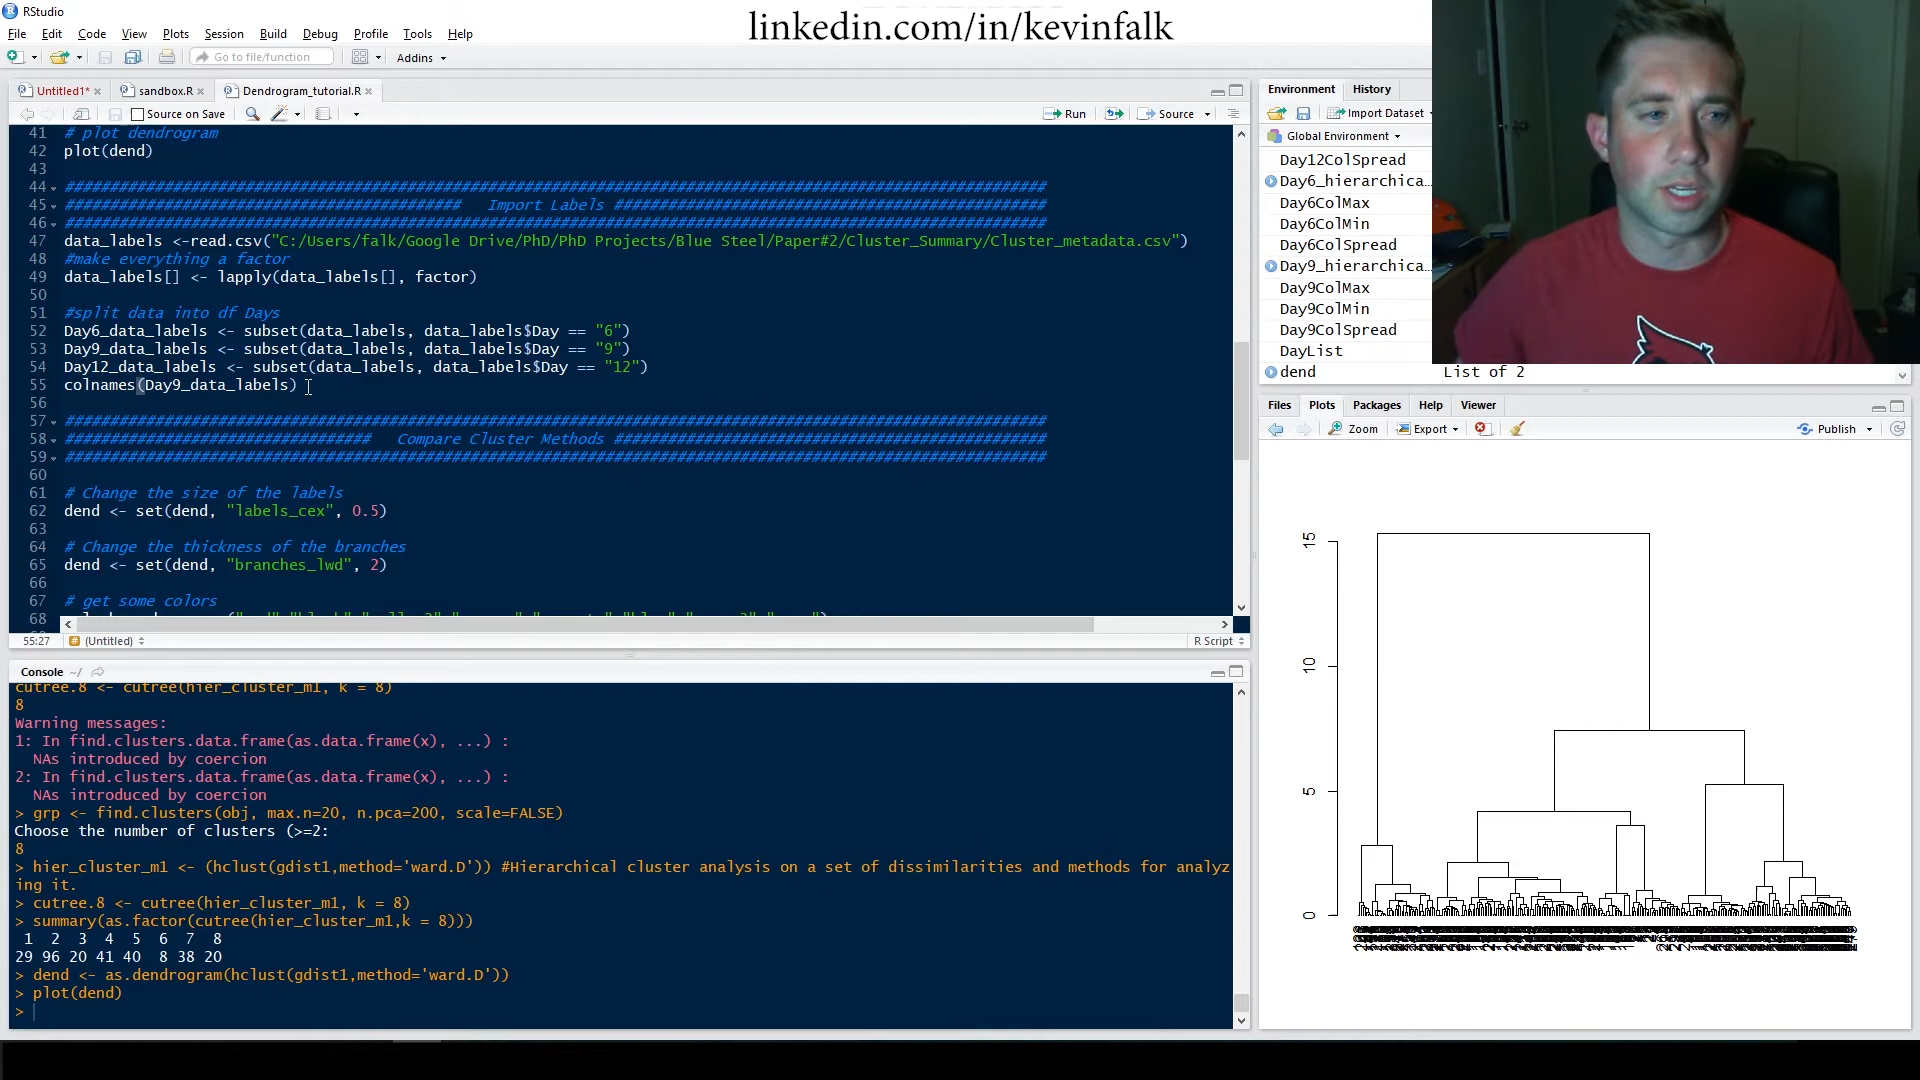 RStudio
linkedin.com/in/kevinfalk
File Edit Code View Plots Session Build Debug Profile Tools Help
Go to file/function
Addins
Untitled1*
sandbox.R
Dendrogram_tutorial.R
Source on Save
Run
Source
41 # plot dendrogram
42 plot(dend)
43
44 ##############################################################################################################
45 ############################################ Import Labels ################################################
46 ##############################################################################################################
47 data_labels <-read.csv("C:/Users/falk/Google Drive/PhD/PhD Projects/Blue Steel/Paper#2/Cluster_Summary/Cluster_metadata.csv")
48 #make everything a factor
49 data_labels[] <- lapply(data_labels[], factor)
50
51 #split data into df Days
52 Day6_data_labels <- subset(data_labels, data_labels$Day == "6")
53 Day9_data_labels <- subset(data_labels, data_labels$Day == "9")
54 Day12_data_labels <- subset(data_labels, data_labels$Day == "12")
55 colnames(Day9_data_labels)
56
57 ##############################################################################################################
58 ################################## Compare Cluster Methods ################################################
59 ##############################################################################################################
60
61 # Change the size of the labels
62 dend <- set(dend, "labels_cex", 0.5)
63
64 # Change the thickness of the branches
65 dend <- set(dend, "branches_lwd", 2)
66
67 # get some colors
68
55:27
(Untitled)
R Script
Console ~/
cutree.8 <- cutree(hier_cluster_m1, k = 8)
8
Warning messages:
1: In find.clusters.data.frame(as.data.frame(x), ...) :
NAs introduced by coercion
2: In find.clusters.data.frame(as.data.frame(x), ...) :
NAs introduced by coercion
> grp <- find.clusters(obj, max.n=20, n.pca=200, scale=FALSE)
Choose the number of clusters (>=2:
8
> hier_cluster_m1 <- (hclust(gdist1,method='ward.D')) #Hierarchical cluster analysis on a set of dissimilarities and methods for analyz
ing it.
> cutree.8 <- cutree(hier_cluster_m1, k = 8)
> summary(as.factor(cutree(hier_cluster_m1,k = 8)))
1 2 3 4 5 6 7 8
29 96 20 41 40 8 38 20
> dend <- as.dendrogram(hclust(gdist1,method='ward.D'))
> plot(dend)
>
Environment History
Import Dataset
Global Environment
Day12ColSpread
Day6_hierarchica...
Day6ColMax
Day6ColMin
Day6ColSpread
Day9_hierarchica...
Day9ColMax
Day9ColMin
Day9ColSpread
DayList
dend List of 2
Files Plots Packages Help Viewer
Zoom Export Publish
15
10
5
0